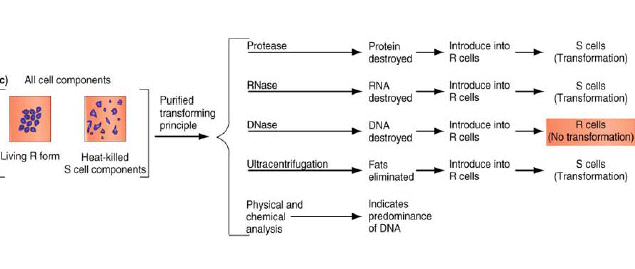 c)
All cell components
Living R form
Heat-killed
S cell components
Purified
transforming
principle
Protease
Protein
destroyed
Introduce into
R cells
S cells
(Transformation)
RNase
RNA
destroyed
Introduce into
R cells
S cells
(Transformation)
DNase
DNA
destroyed
Introduce into
R cells
R cells
(No transformation)
Ultracentrifugation
Fats
eliminated
Introduce into
R cells
S cells
(Transformation)
Physical and
chemical
analysis
Indicates
predominance
of DNA